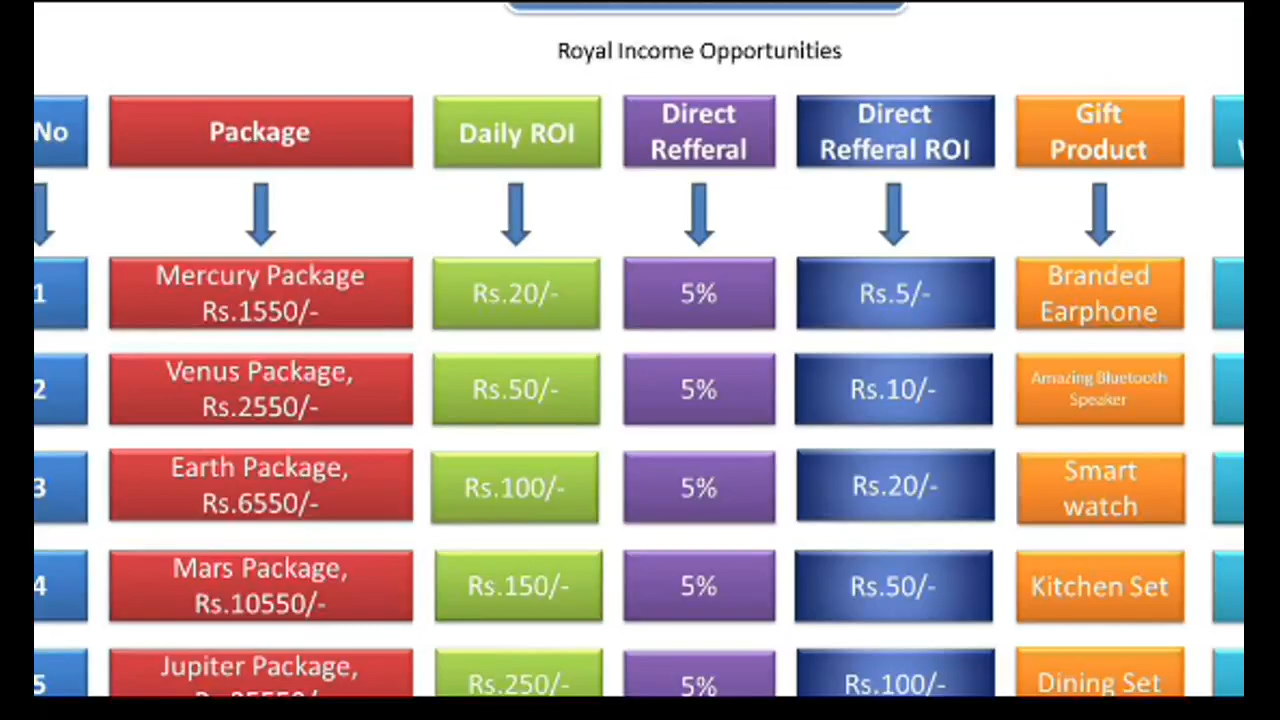 Royal Income Opportunities
No
Package
Daily ROI
Direct
Refferal
Direct
Refferal ROI
Gift
Product
1
Mercury Package
Rs.1550/-
Rs.20/-
5%
Rs.5/-
Branded
Earphone
2
Venus Package,
Rs.2550/-
Rs.50/-
5%
Rs.10/-
Amazing Bluetooth
Speaker
3
Earth Package,
Rs.6550/-
Rs.100/-
5%
Rs.20/-
Smart
watch
4
Mars Package,
Rs.10550/-
Rs.150/-
5%
Rs.50/-
Kitchen Set
5
Jupiter Package,
Rs.250/-
5%
Rs.100/-
Dining Set